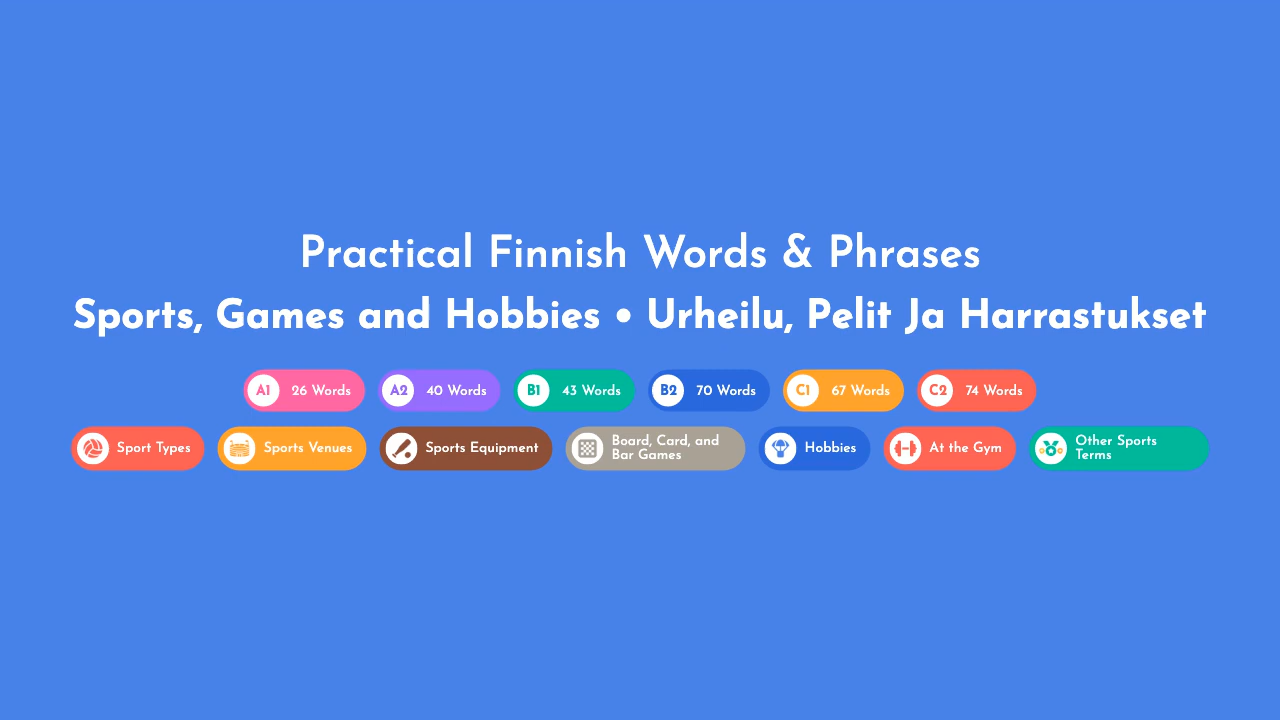 Practical Finnish Words & Phrases
Sports, Games and Hobbies • Urheilu, Pelit Ja Harrastukset
A1 26 Words A2 40 Words B1 43 Words B2 70 Words C1 67 Words C2 74 Words
Sport Types Sports Venues Sports Equipment Board, Card, and Bar Games Hobbies At the Gym Other Sports Terms